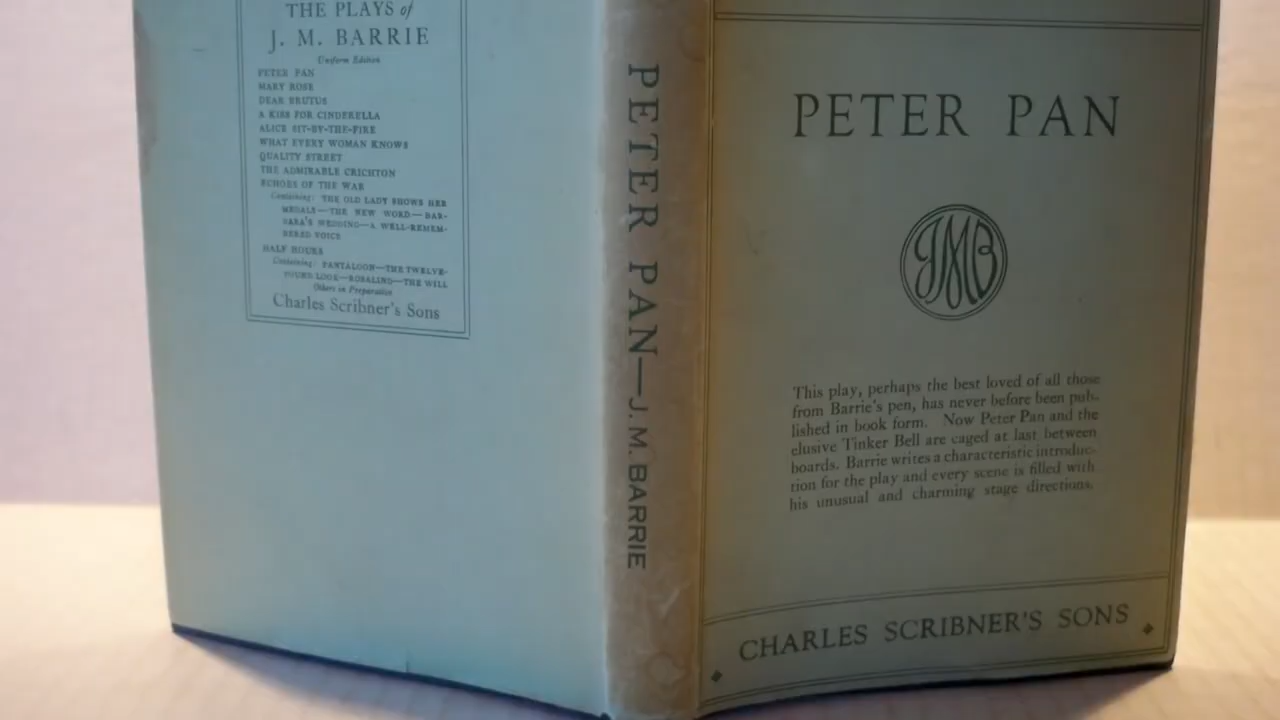 THE PLAYS of
J. M. BARRIE
Uniform Edition
PETER PAN
MARY ROSE
DEAR BRUTUS
A KISS FOR CINDERELLA
ALICE SIT-BY-THE-FIRE
WHAT EVERY WOMAN KNOWS
QUALITY STREET
THE ADMIRABLE CRICHTON
ECHOES OF THE WAR
Containing: THE OLD LADY SHOWS HER
MEDALS—THE NEW WORD—BAR-
BARA'S WEDDING—A WELL-REMEM-
BERED VOICE
HALF HOURS
Containing: PANTALOON—THE TWELVE-
POUND LOOK—ROSALIND—THE WILL
Others in Preparation
Charles Scribner's Sons
PETER PAN—J. M. BARRIE
PETER PAN
JMB
This play, perhaps the best loved of all those
from Barrie's pen, has never before been pub-
lished in book form. Now Peter Pan and the
elusive Tinker Bell are caged at last between
boards. Barrie writes a characteristic introduc-
tion for the play and every scene is filled with
his unusual and charming stage directions.
CHARLES SCRIBNER'S SONS